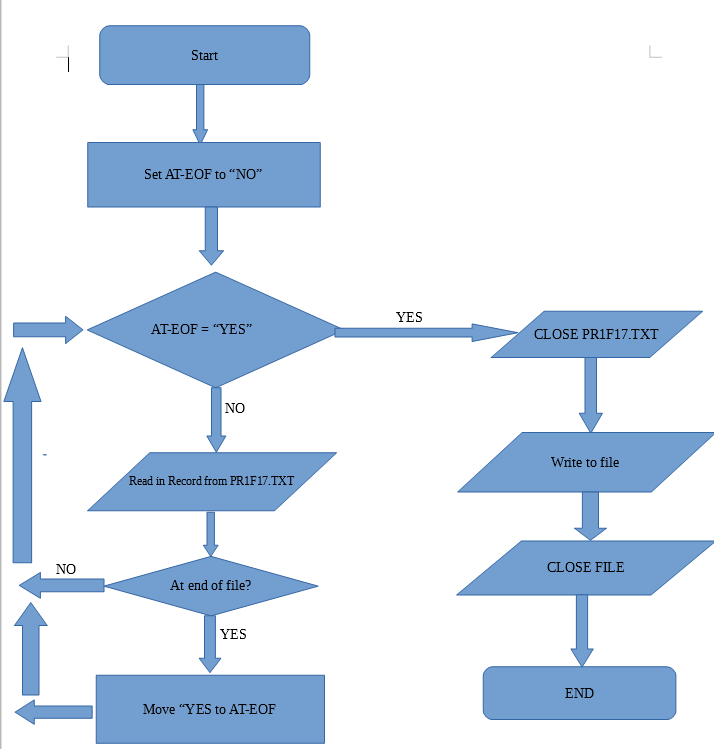 Start
Set AT-EOF to “NO”
AT-EOF = “YES”
YES
CLOSE PR1F17.TXT
NO
Read in Record from PR1F17.TXT
Write to file
At end of file?
NO
CLOSE FILE
YES
Move “YES to AT-EOF
END